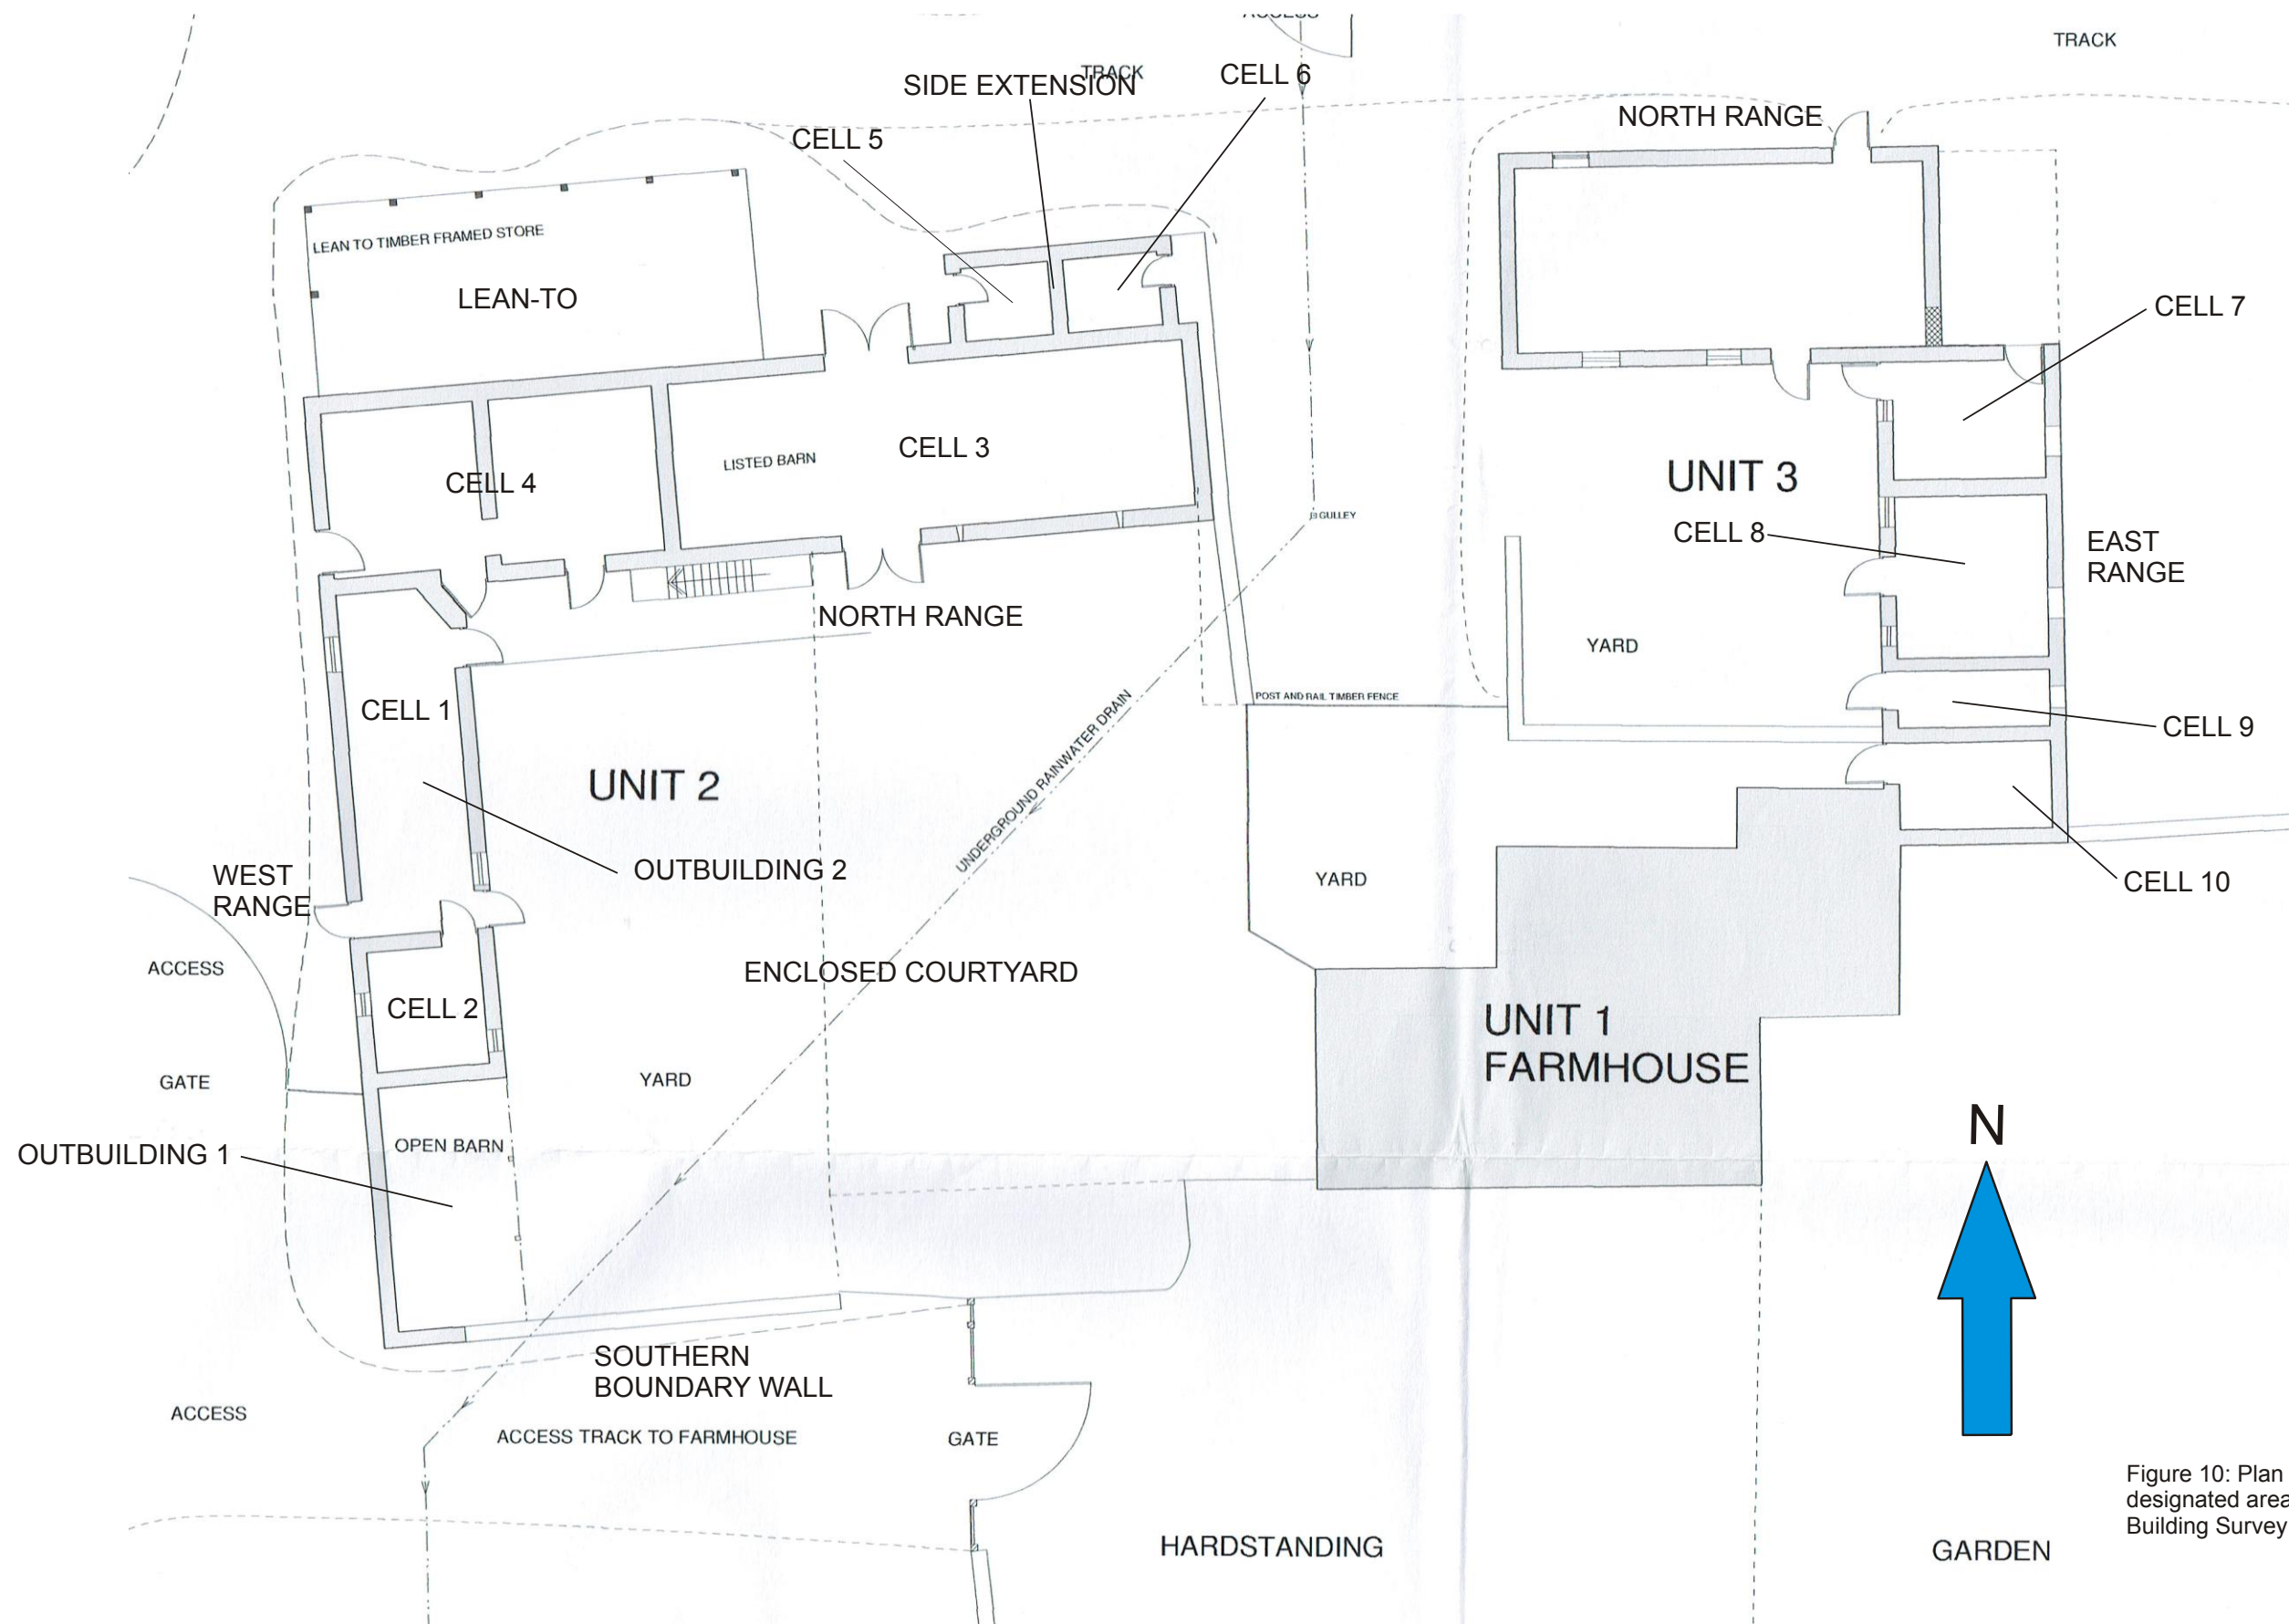 ACCESS
TRACK
TRACK
SIDE EXTENSION
CELL 6
NORTH RANGE
CELL 5
LEAN TO TIMBER FRAMED STORE
LEAN-TO
CELL 7
CELL 3
LISTED BARN
CELL 4
UNIT 3
GULLEY
CELL 8
EAST
RANGE
NORTH RANGE
YARD
POST AND RAIL TIMBER FENCE
CELL 1
CELL 9
UNDERGROUND RAINWATER DRAIN
UNIT 2
OUTBUILDING 2
WEST
RANGE
YARD
CELL 10
ACCESS
ENCLOSED COURTYARD
CELL 2
UNIT 1
FARMHOUSE
GATE
YARD
N
OPEN BARN
OUTBUILDING 1
SOUTHERN
BOUNDARY WALL
ACCESS
ACCESS TRACK TO FARMHOUSE
GATE
HARDSTANDING
GARDEN
Figure 10: Plan
designated area
Building Survey